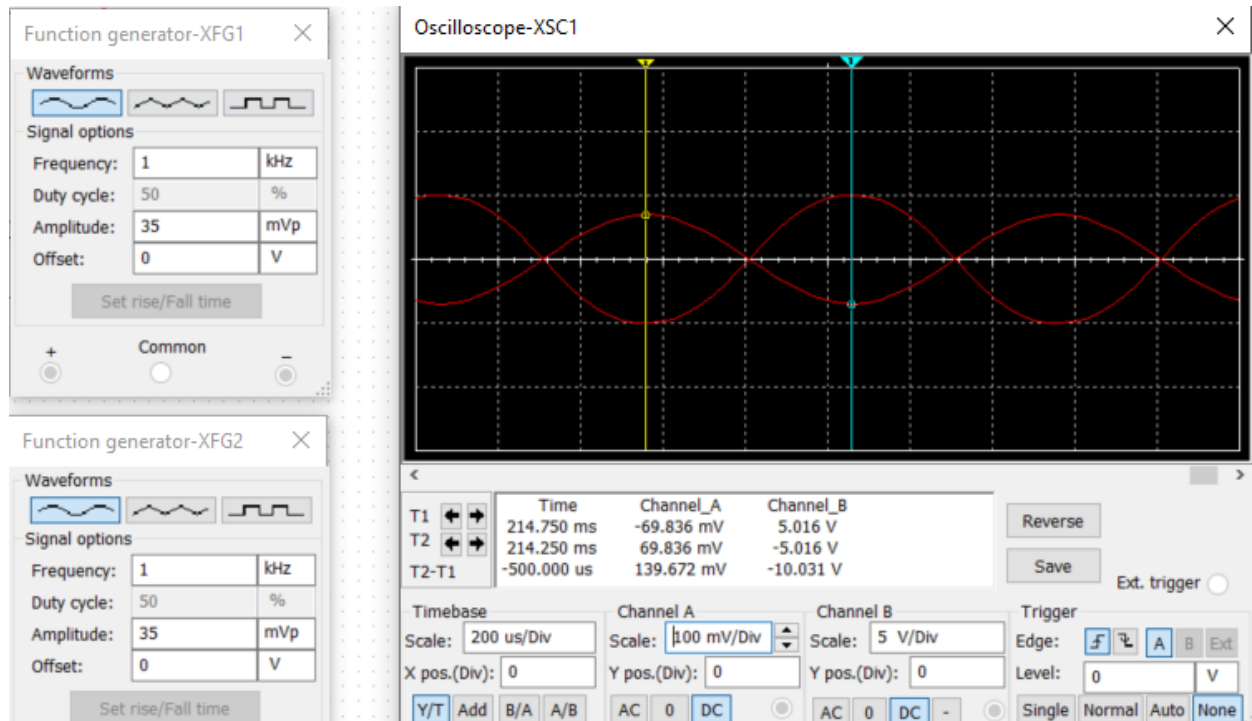 Function generator-XFG1
Waveforms
Signal options
Frequency: 1 kHz
Duty cycle: 50 %
Amplitude: 35 mVp
Offset: 0 V
Set rise/Fall time
+ Common −
Function generator-XFG2
Waveforms
Signal options
Frequency: 1 kHz
Duty cycle: 50 %
Amplitude: 35 mVp
Offset: 0 V
Set rise/Fall time
Oscilloscope-XSC1
Time Channel_A Channel_B
T1 214.750 ms -69.836 mV 5.016 V
T2 214.250 ms 69.836 mV -5.016 V
T2-T1 -500.000 us 139.672 mV -10.031 V
Reverse
Save
Ext. trigger
Timebase
Scale: 200 us/Div
X pos.(Div): 0
Y/T Add B/A A/B
Channel A
Scale: 100 mV/Div
Y pos.(Div): 0
AC 0 DC
Channel B
Scale: 5 V/Div
Y pos.(Div): 0
AC 0 DC -
Trigger
Edge: A B Ext
Level: 0 V
Single Normal Auto None